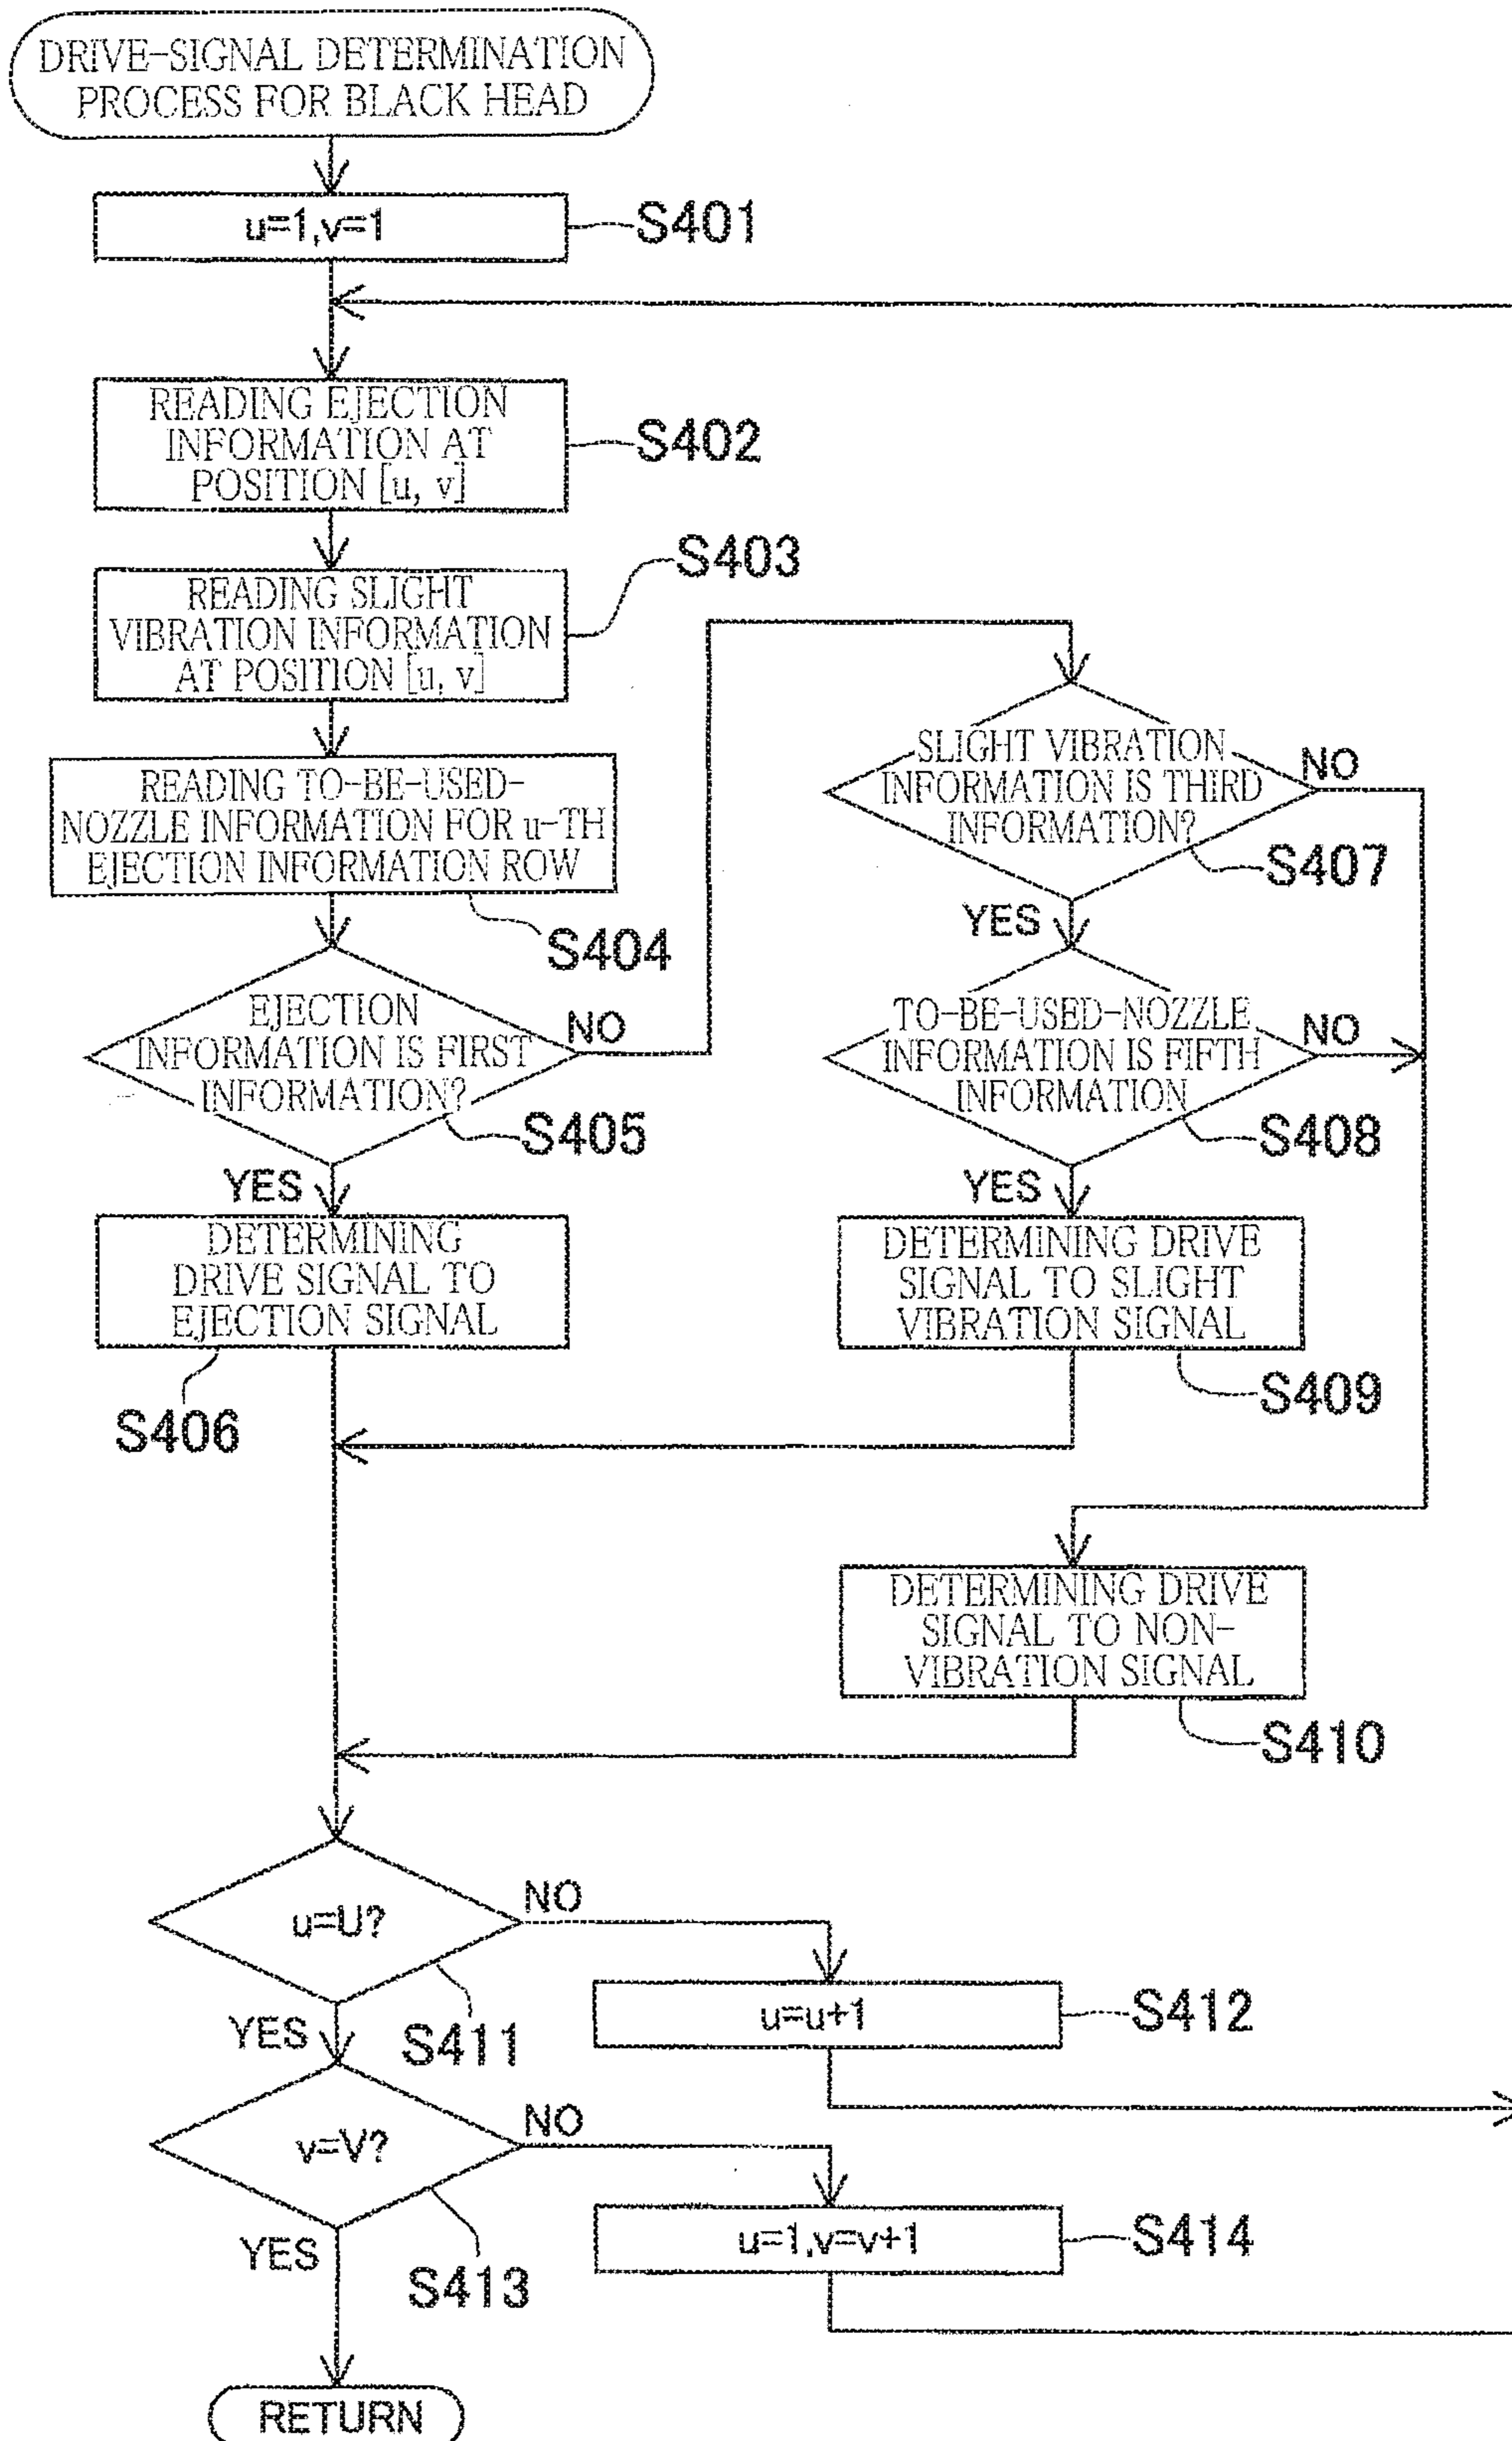 DRIVE-SIGNAL DETERMINATION
PROCESS FOR BLACK HEAD
u=1,v=1
S401
READING EJECTION
INFORMATION AT
POSITION [u, v]
S402
READING SLIGHT
VIBRATION INFORMATION
AT POSITION [u, v]
S403
READING TO-BE-USED-
NOZZLE INFORMATION FOR u-TH
EJECTION INFORMATION ROW
S404
EJECTION
INFORMATION IS FIRST
INFORMATION?
NO
S405
YES
DETERMINING
DRIVE SIGNAL TO
EJECTION SIGNAL
S406
SLIGHT VIBRATION
INFORMATION IS THIRD
INFORMATION?
NO
S407
YES
TO-BE-USED-NOZZLE
INFORMATION IS FIFTH
INFORMATION
NO
S408
YES
DETERMINING DRIVE
SIGNAL TO SLIGHT
VIBRATION SIGNAL
S409
DETERMINING DRIVE
SIGNAL TO NON-
VIBRATION SIGNAL
S410
u=U?
NO
S411
YES
u=u+1
S412
v=V?
NO
S413
YES
u=1,v=v+1
S414
RETURN